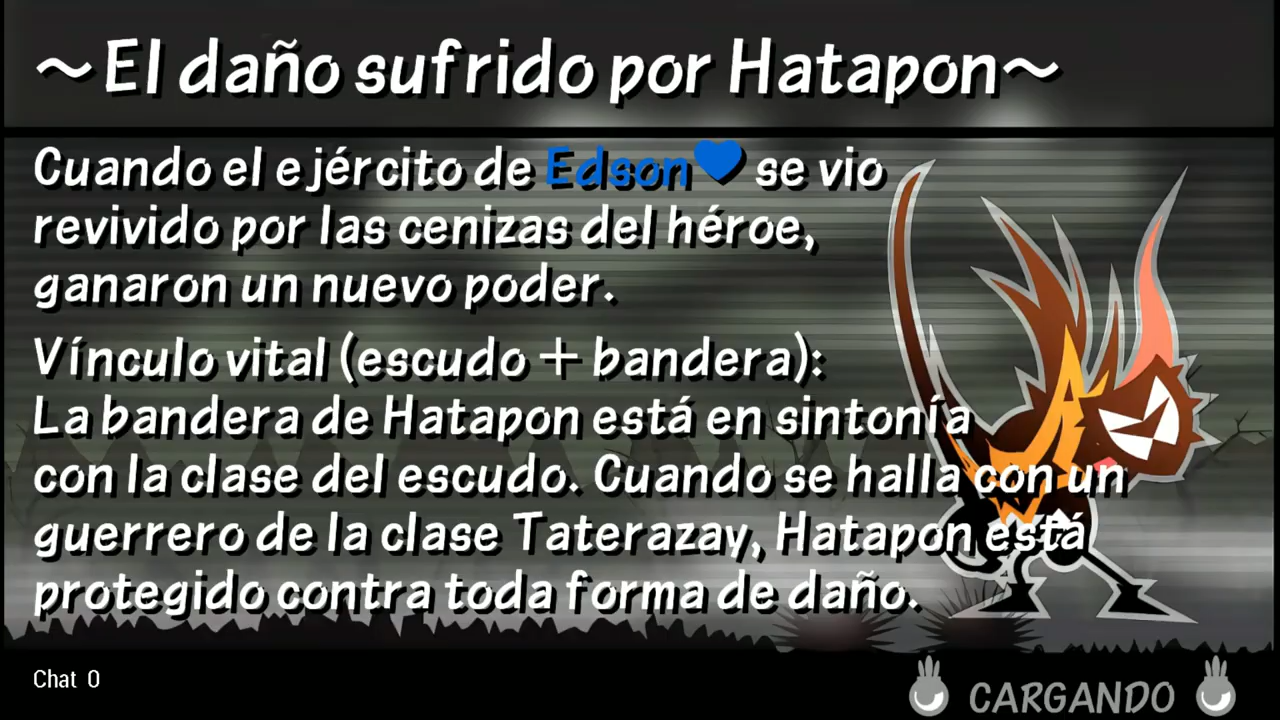 ～El daño sufrido por Hatapon～
Cuando el ejército de Edson💙 se vio
revivido por las cenizas del héroe,
ganaron un nuevo poder.
Vínculo vital (escudo + bandera):
La bandera de Hatapon está en sintonía
con la clase del escudo. Cuando se halla con un
guerrero de la clase Taterazay, Hatapon está
protegido contra toda forma de daño.
Chat 0
CARGANDO